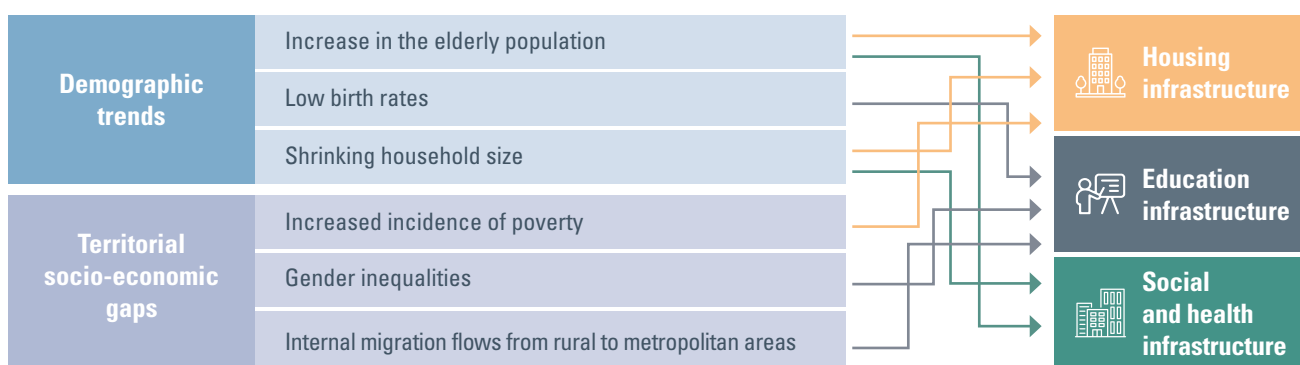 Demographic
trends
Increase in the elderly population
Low birth rates
Shrinking household size
Territorial
socio-economic
gaps
Increased incidence of poverty
Gender inequalities
Internal migration flows from rural to metropolitan areas
Housing
infrastructure
Education
infrastructure
Social
and health
infrastructure